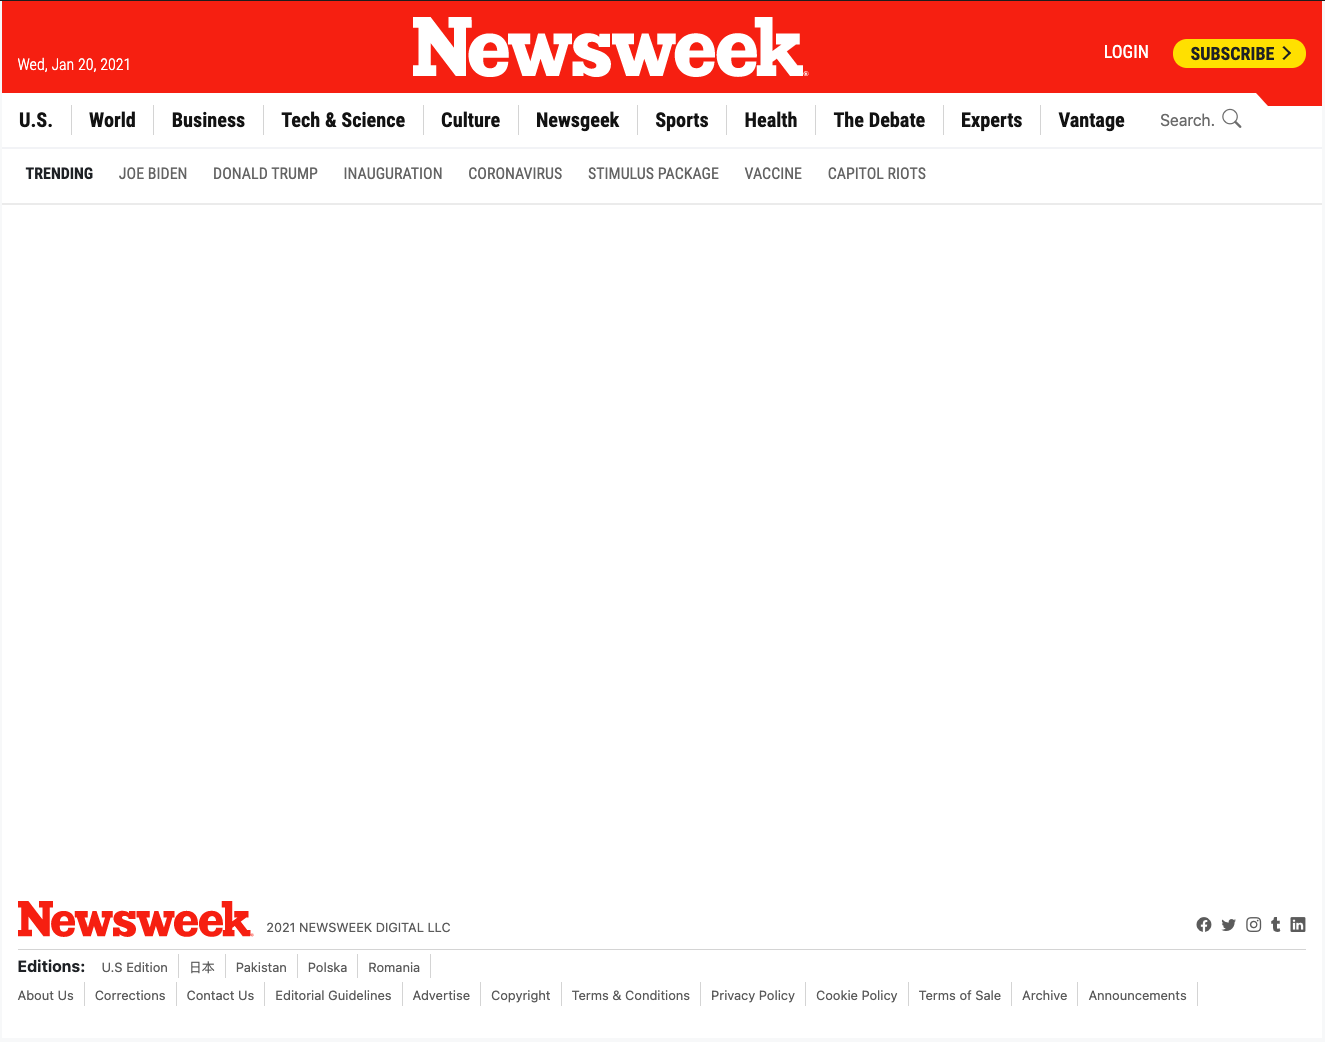 Newsweek
Wed, Jan 20, 2021
LOGIN
SUBSCRIBE
U.S. World Business Tech & Science Culture Newsgeek Sports Health The Debate Experts Vantage Search.
TRENDING JOE BIDEN DONALD TRUMP INAUGURATION CORONAVIRUS STIMULUS PACKAGE VACCINE CAPITOL RIOTS
Newsweek 2021 NEWSWEEK DIGITAL LLC
Editions: U.S Edition 日本 Pakistan Polska Romania
About Us Corrections Contact Us Editorial Guidelines Advertise Copyright Terms & Conditions Privacy Policy Cookie Policy Terms of Sale Archive Announcements